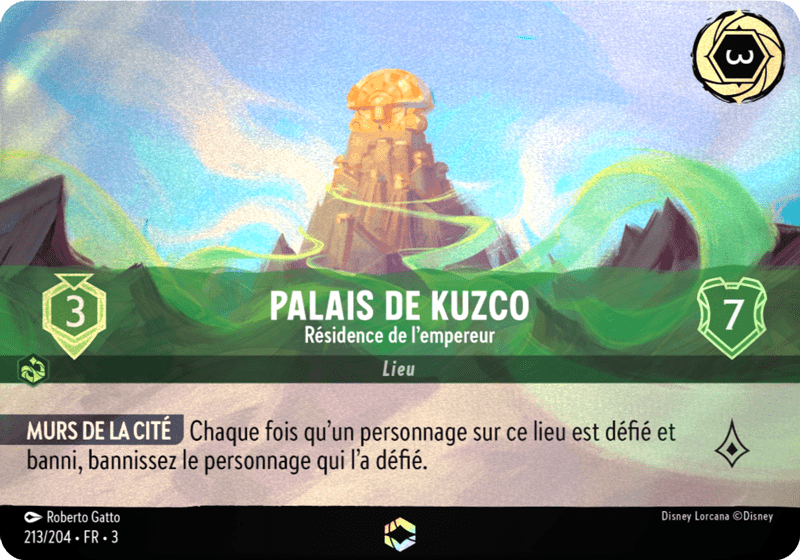 3
PALAIS DE KUZCO
Résidence de l'empereur
3
7
Lieu
MURS DE LA CITÉ Chaque fois qu'un personnage sur ce lieu est défié et
banni, bannissez le personnage qui l'a défié.
Roberto Gatto
Disney Lorcana ©Disney
213/204 • FR • 3